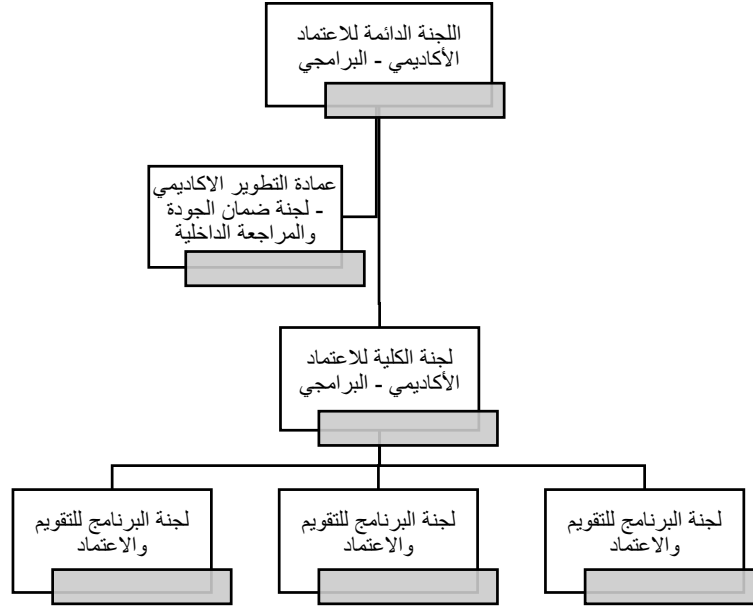 اللجنة الدائمة للاعتماد
الأكاديمي - البرامجي
عمادة التطوير الاكاديمي
- لجنة ضمان الجودة
والمراجعة الداخلية
لجنة الكلية للاعتماد
الأكاديمي - البرامجي
لجنة البرنامج للتقويم
والاعتماد
لجنة البرنامج للتقويم
والاعتماد
لجنة البرنامج للتقويم
والاعتماد